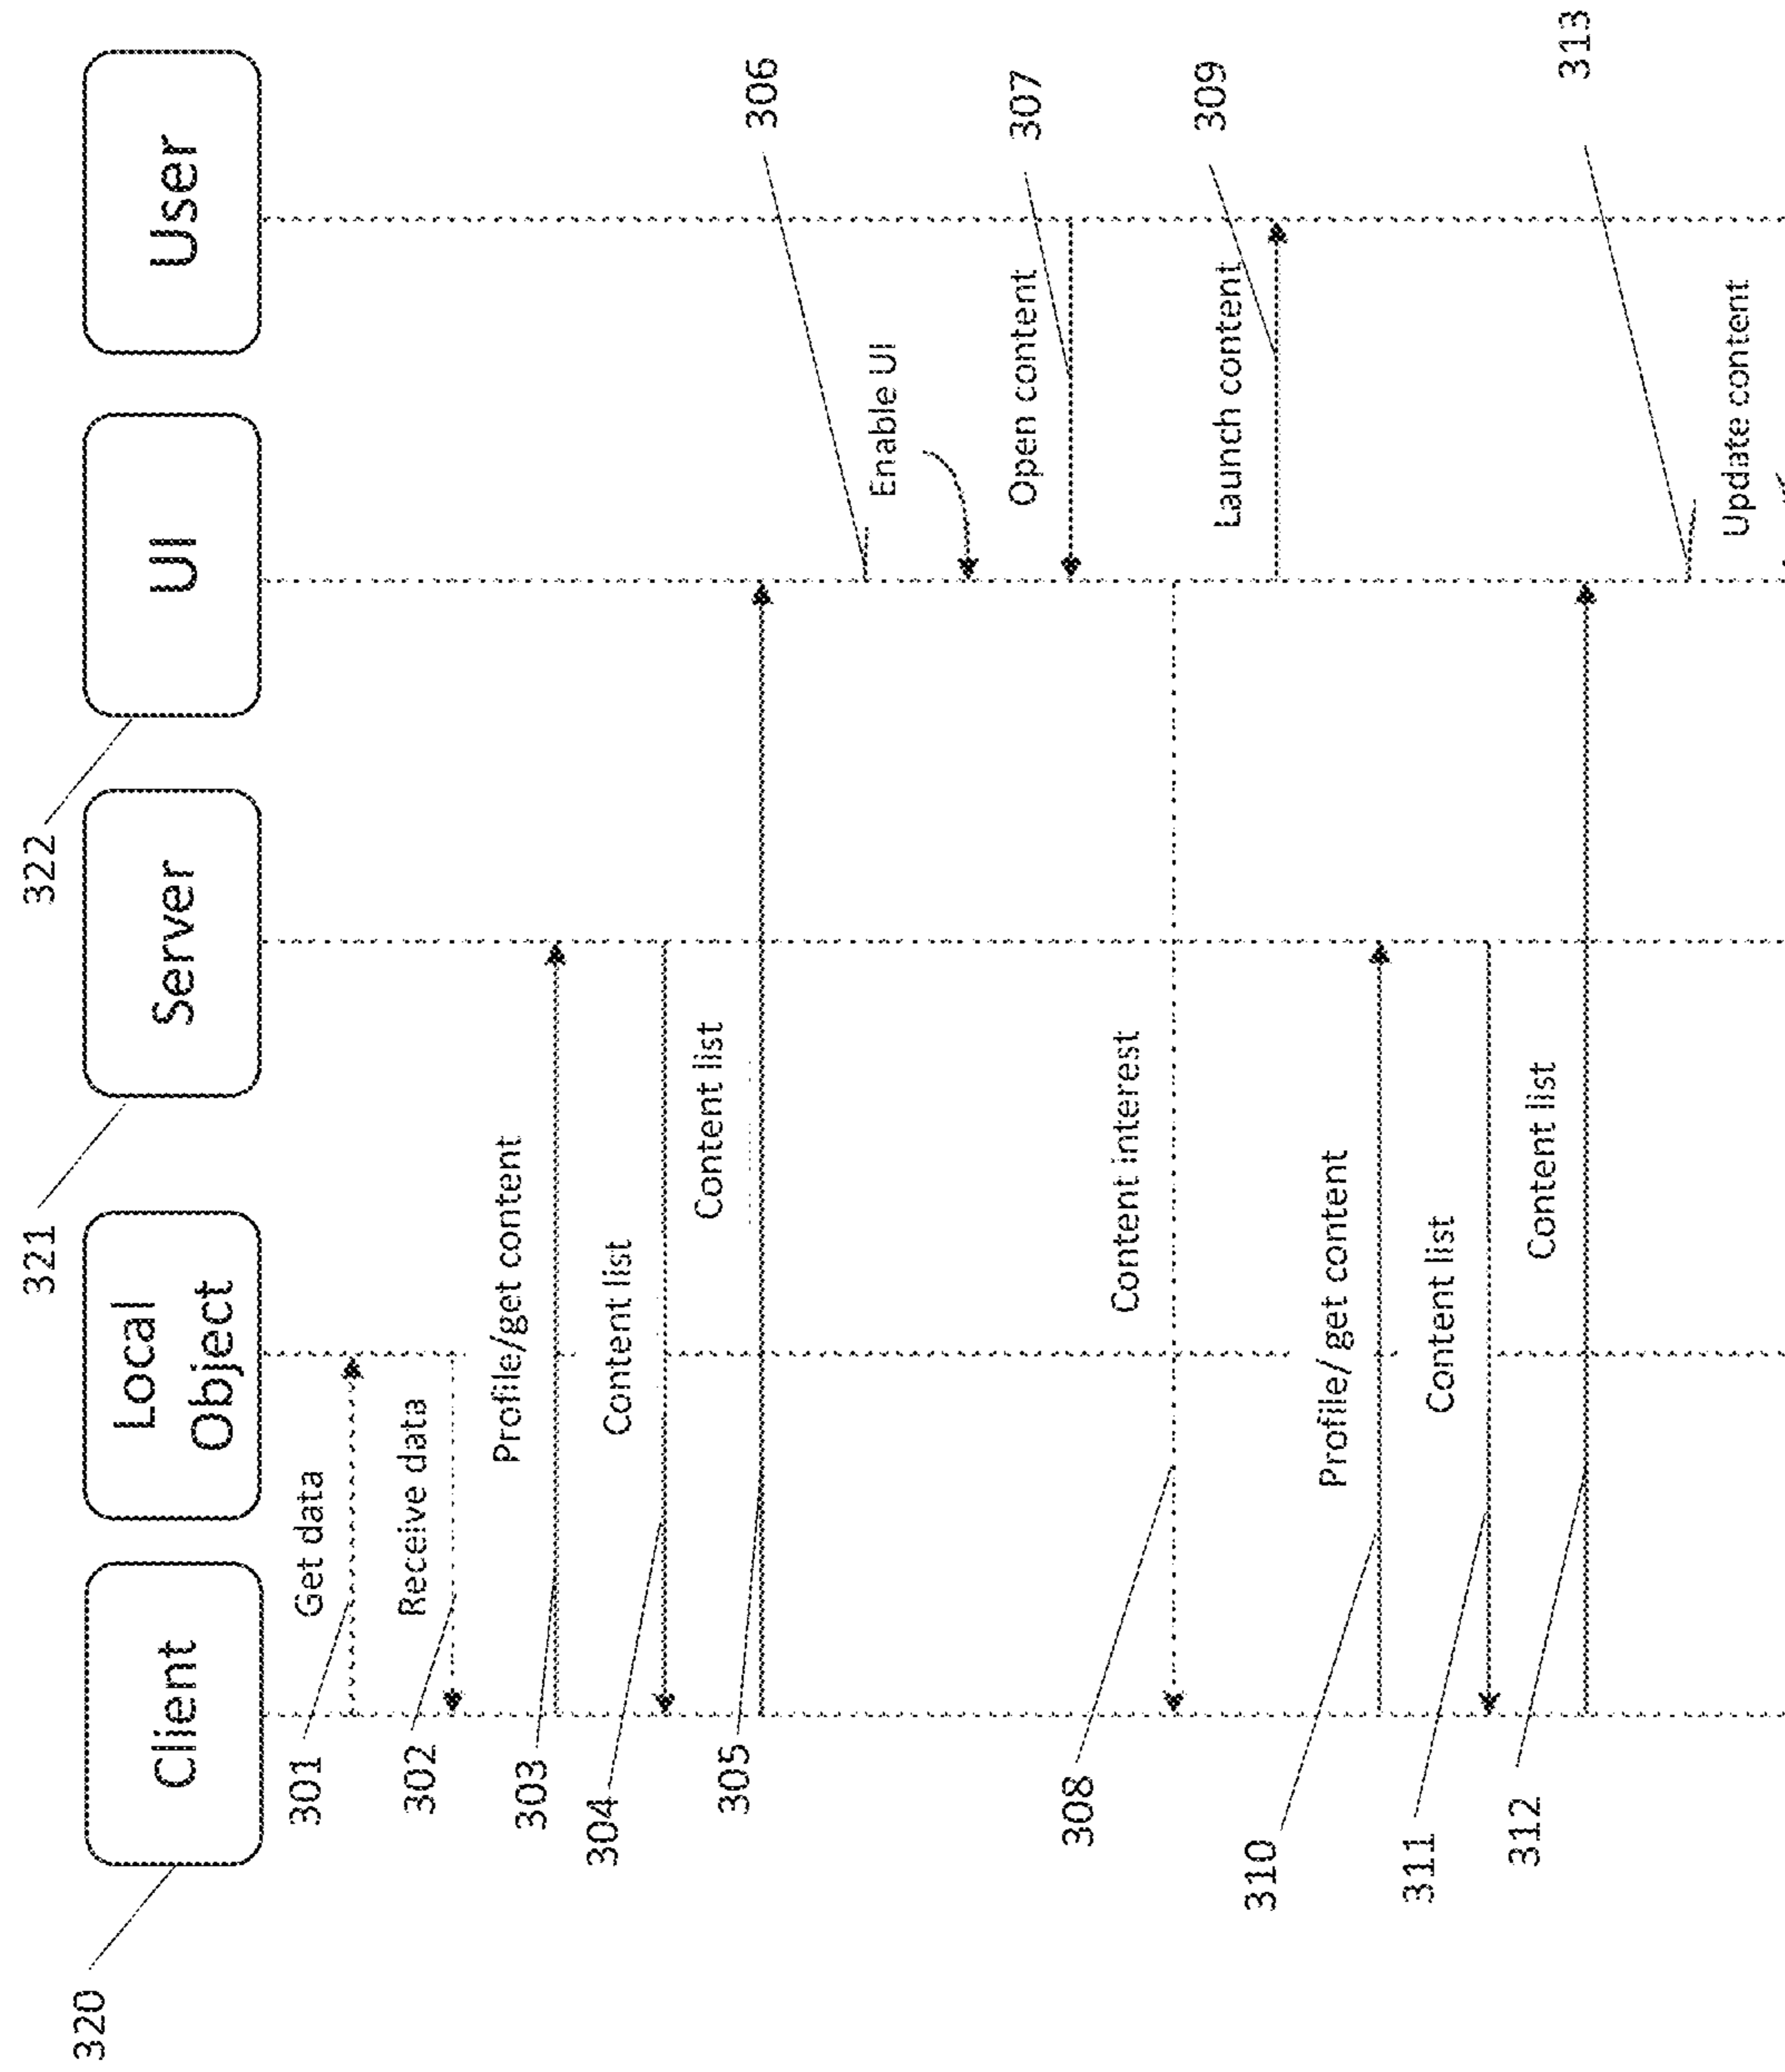 320
Client
Local
Object
321
Server
322
UI
User
301
Get data
302
Receive data
303
Profile/get content
304
Content list
305
Content list
306
Enable UI
Open content
307
308
Content interest
Launch content
309
310
Profile/ get content
311
Content list
312
Content list
313
Update content